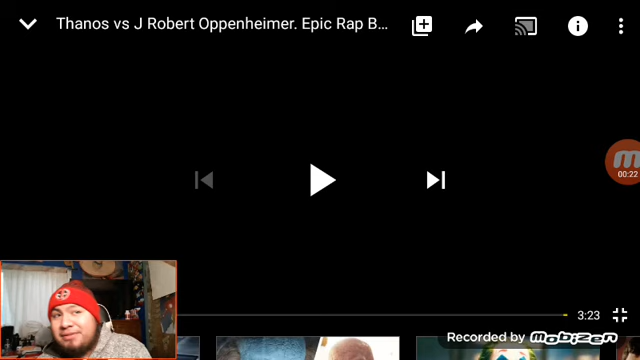 Thanos vs J Robert Oppenheimer. Epic Rap B...
00:22
3:23
Recorded by mobizen